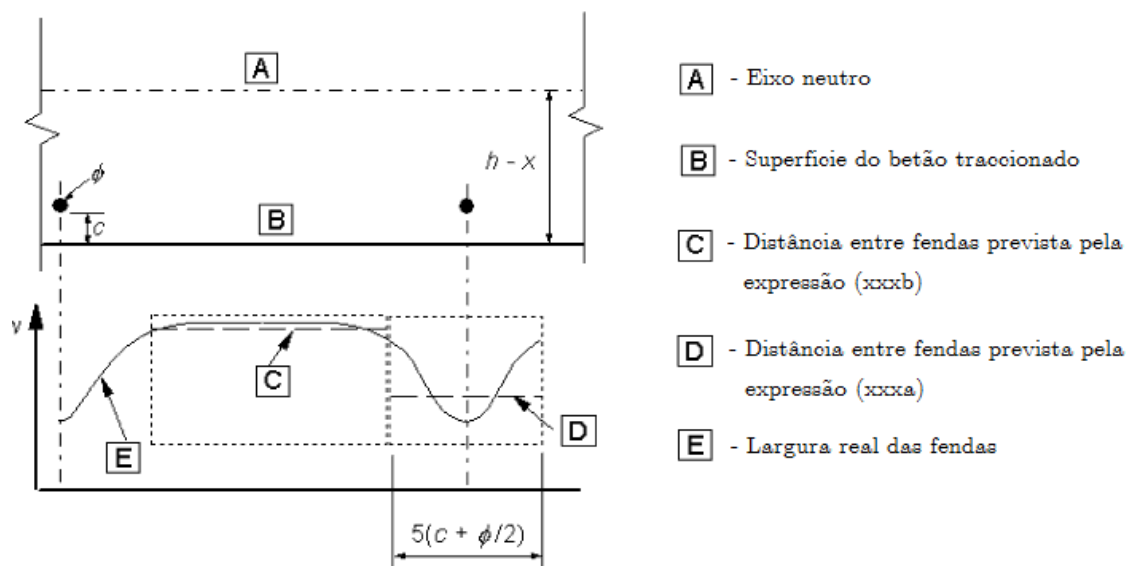 A
h – x
ϕ
c
B
w
C
D
E
5(c + ϕ/2)
A - Eixo neutro
B - Superfície do betão traccionado
C - Distância entre fendas prevista pela
expressão (xxxb)
D - Distância entre fendas prevista pela
expressão (xxxa)
E - Largura real das fendas